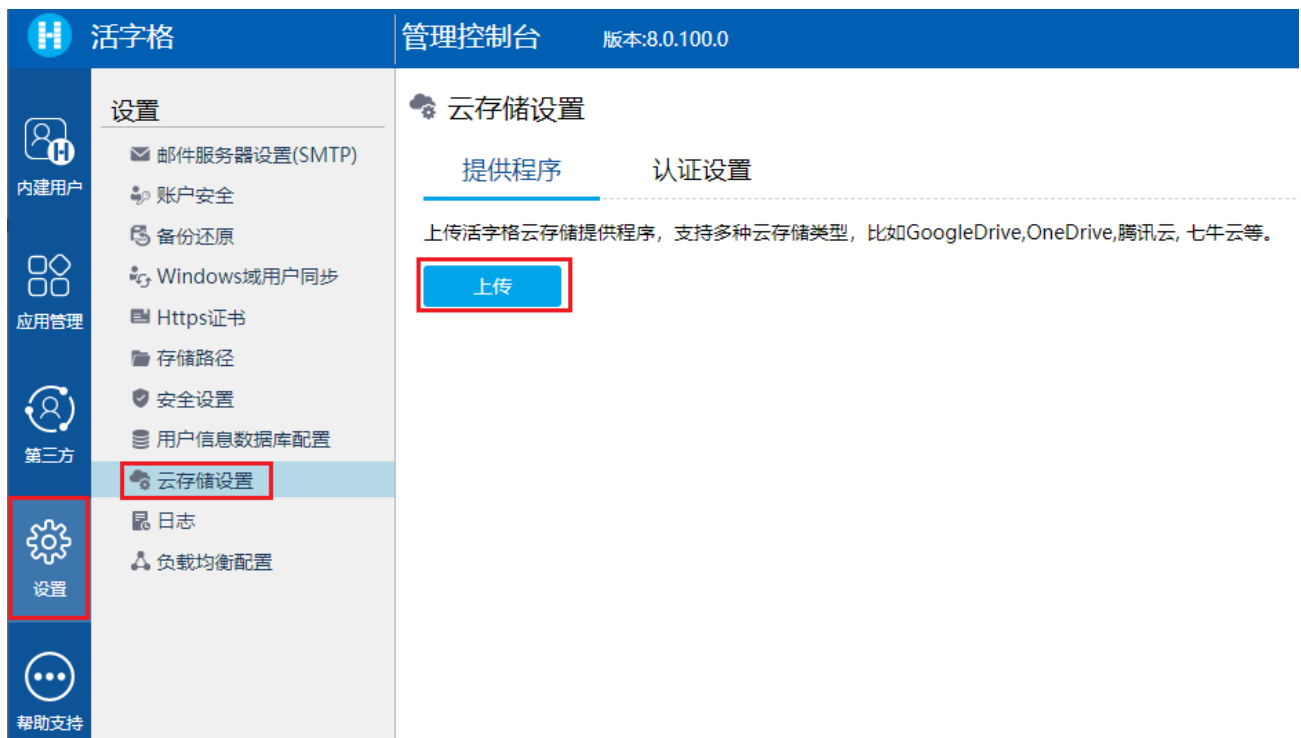 活字格
管理控制台 版本:8.0.100.0
内建用户
应用管理
第三方
设置
帮助支持
设置
邮件服务器设置(SMTP)
账户安全
备份还原
Windows域用户同步
Https证书
存储路径
安全设置
用户信息数据库配置
云存储设置
日志
负载均衡配置
云存储设置
提供程序 认证设置
上传活字格云存储提供程序，支持多种云存储类型，比如GoogleDrive,OneDrive,腾讯云, 七牛云等。
上传